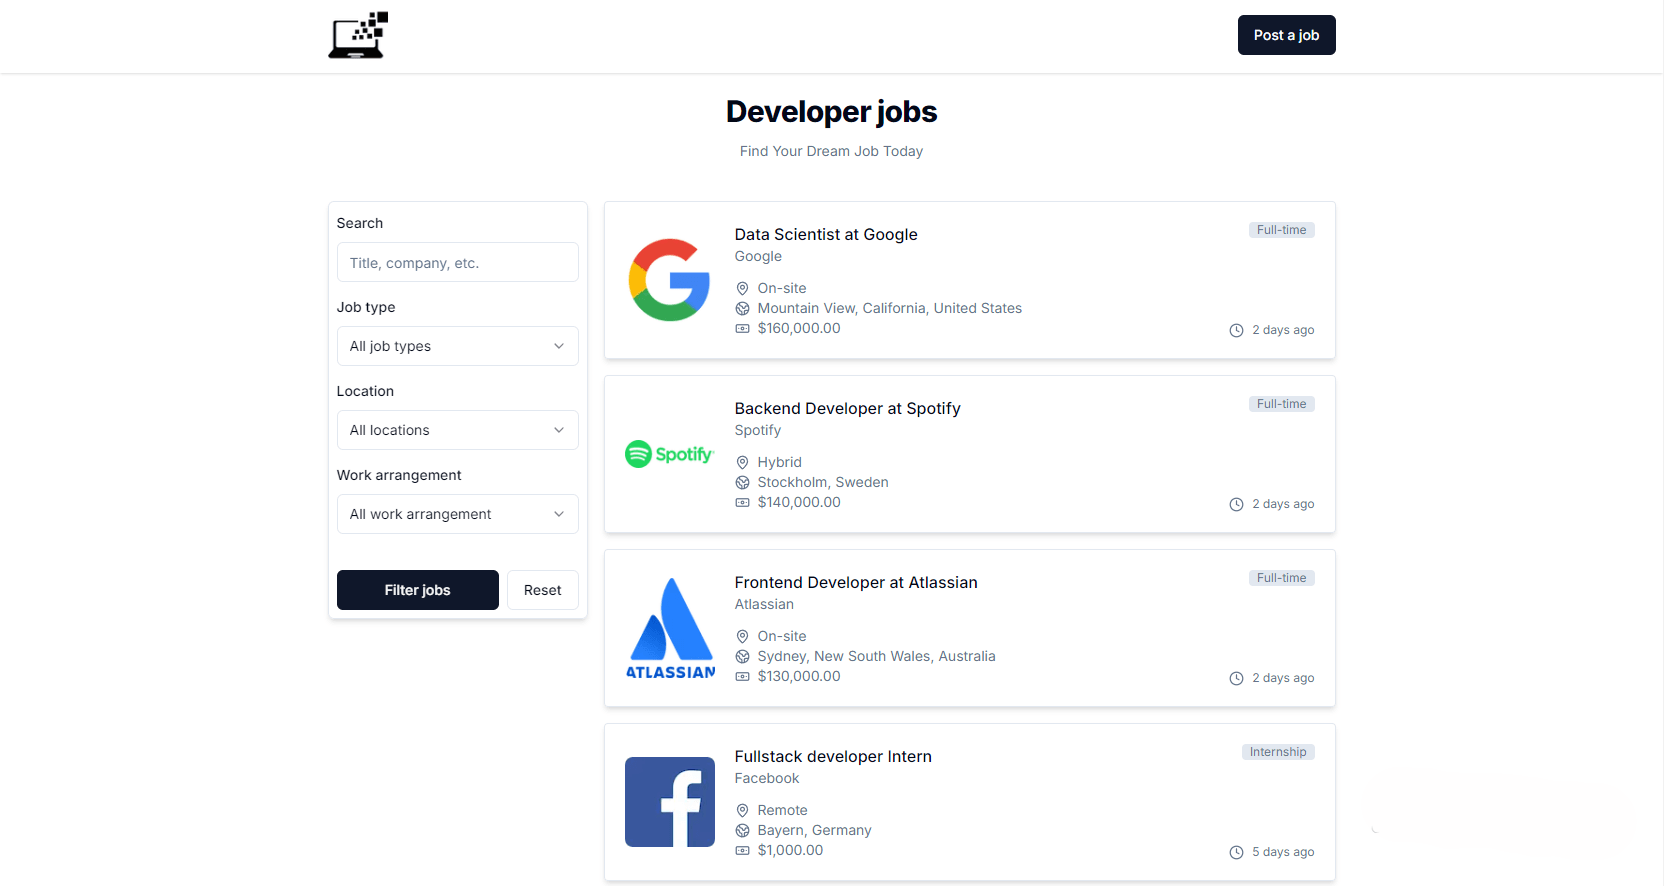 Post a job
Developer jobs
Find Your Dream Job Today
Search
Title, company, etc.
Job type
All job types
Location
All locations
Work arrangement
All work arrangement
Filter jobs
Reset
Data Scientist at Google
Full-time
Google
On-site
Mountain View, California, United States
$160,000.00
2 days ago
Spotify
Backend Developer at Spotify
Full-time
Spotify
Hybrid
Stockholm, Sweden
$140,000.00
2 days ago
ATLASSIAN
Frontend Developer at Atlassian
Full-time
Atlassian
On-site
Sydney, New South Wales, Australia
$130,000.00
2 days ago
Fullstack developer Intern
Internship
Facebook
Remote
Bayern, Germany
$1,000.00
5 days ago